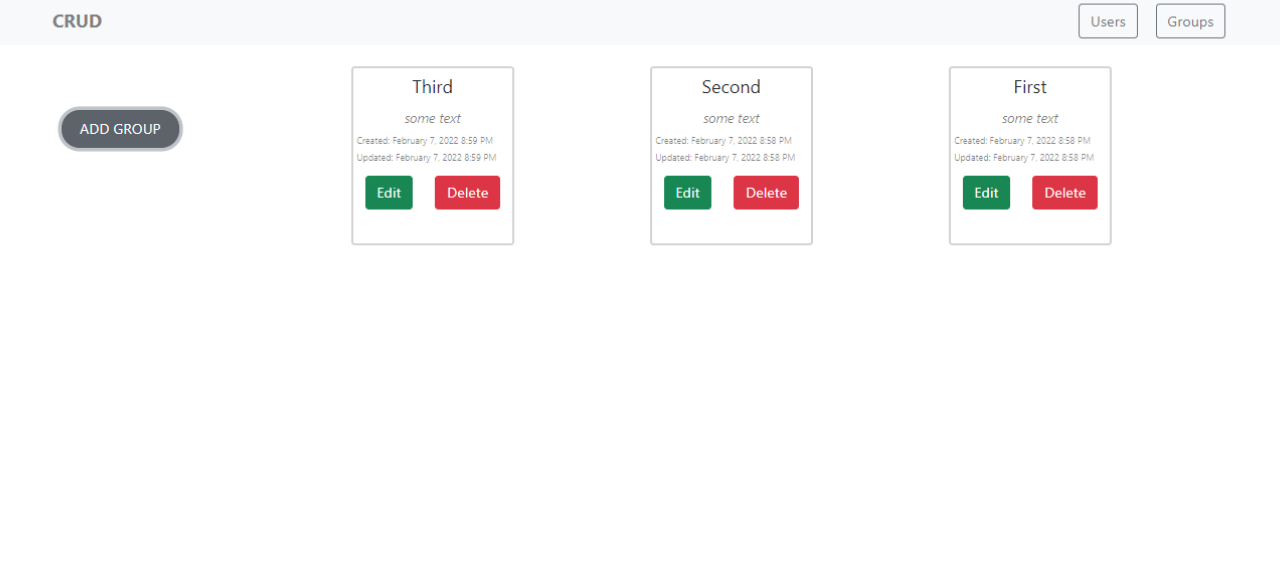 CRUD
Users
Groups
ADD GROUP
Third
some text
Created: February 7, 2022 8:59 PM
Updated: February 7, 2022 8:59 PM
Edit
Delete
Second
some text
Created: February 7, 2022 8:58 PM
Updated: February 7, 2022 8:58 PM
Edit
Delete
First
some text
Created: February 7, 2022 8:58 PM
Updated: February 7, 2022 8:58 PM
Edit
Delete